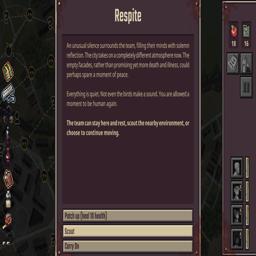 Respite
An unusual silence surrounds the team, filling their minds with solemn
reflection. The city takes on a completely different atmosphere now. The
empty facades, rather than promising yet more death and illness, could
perhaps spare a moment of peace.
Everything is quiet. Not even the birds make a sound. You are allowed a
moment to be human again.
The team can stay here and rest, scout the nearby environment, or
choose to continue moving.
Patch up (heal 10 health)
Scout
Carry On